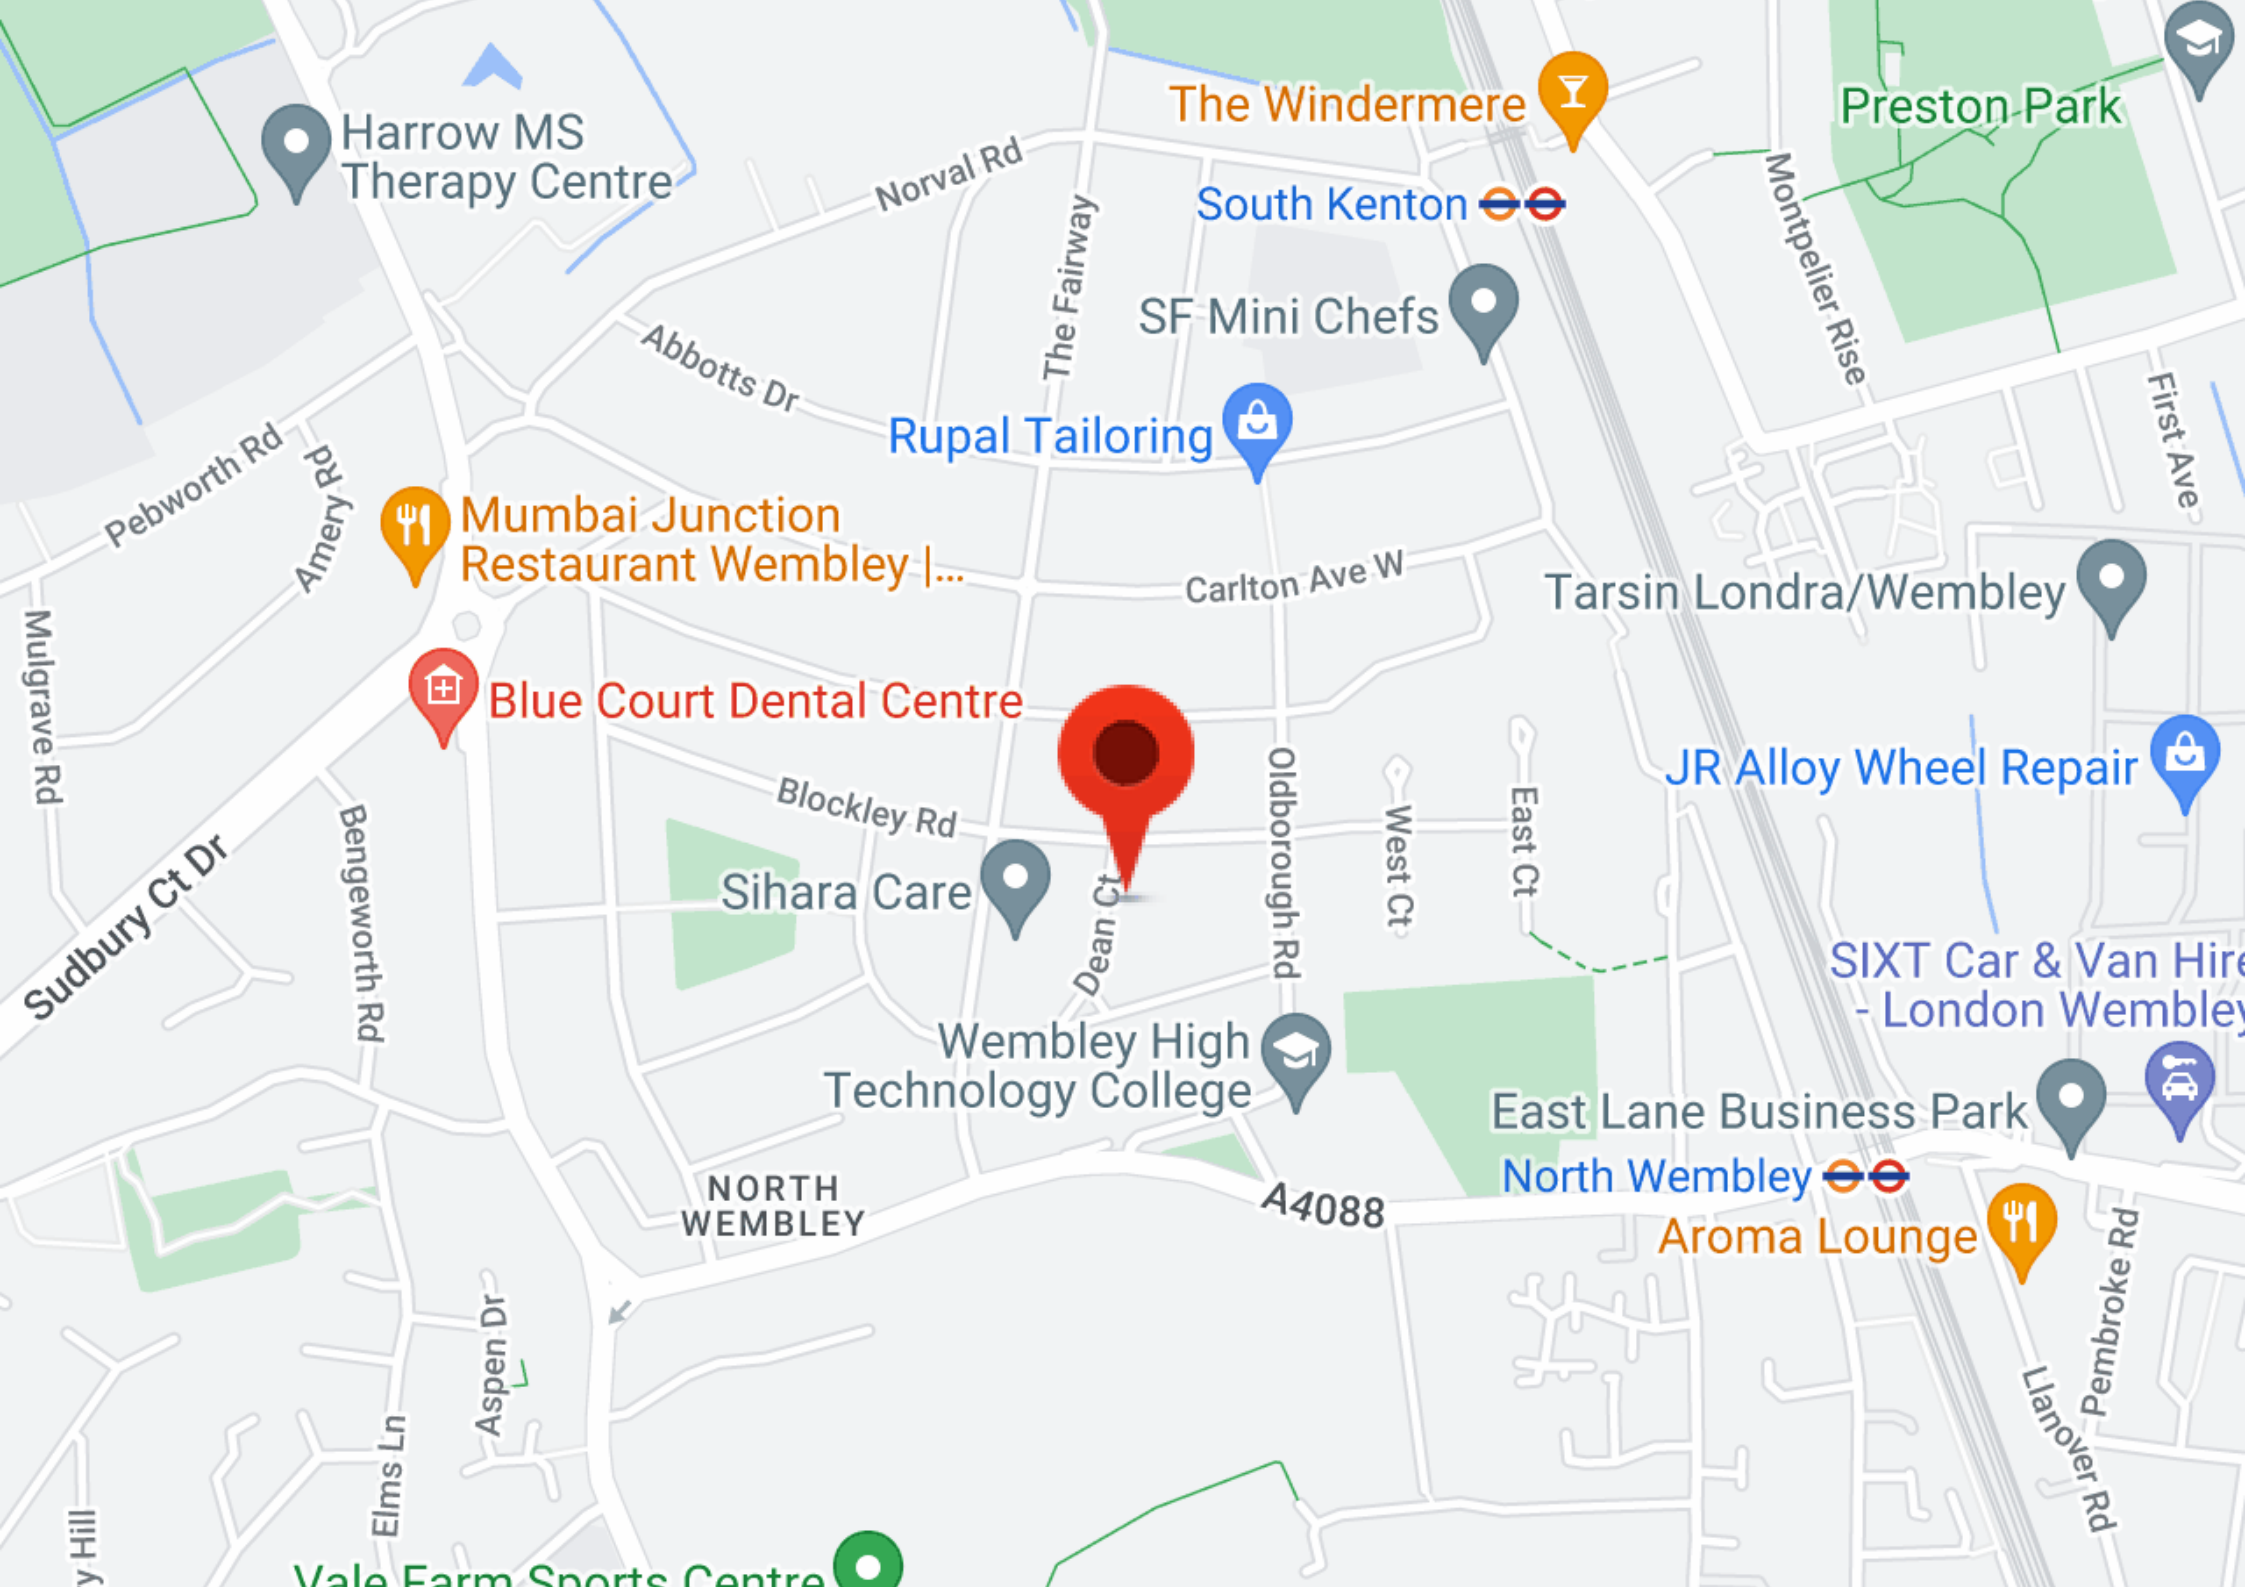 The Windermere
Preston Park
Harrow MS
Therapy Centre
Norval Rd
South Kenton
Montpelier Rise
The Fairway
SF Mini Chefs
Abbotts Dr
Rupal Tailoring
First Ave
Pebworth Rd
Amery Rd
Mumbai Junction
Restaurant Wembley |...
Carlton Ave W
Tarsin Londra/Wembley
Mulgrave Rd
Blue Court Dental Centre
JR Alloy Wheel Repair
Blockley Rd
Oldborough Rd
West Ct
East Ct
Bengeworth Rd
Sudbury Ct Dr
Sihara Care
Dean Ct
SIXT Car & Van Hire
- London Wembley
Wembley High
Technology College
East Lane Business Park
North Wembley
NORTH
WEMBLEY
A4088
Aroma Lounge
Pembroke Rd
Aspen Dr
Llanover Rd
Elms Ln
y Hill
Vale Farm Sports Centre